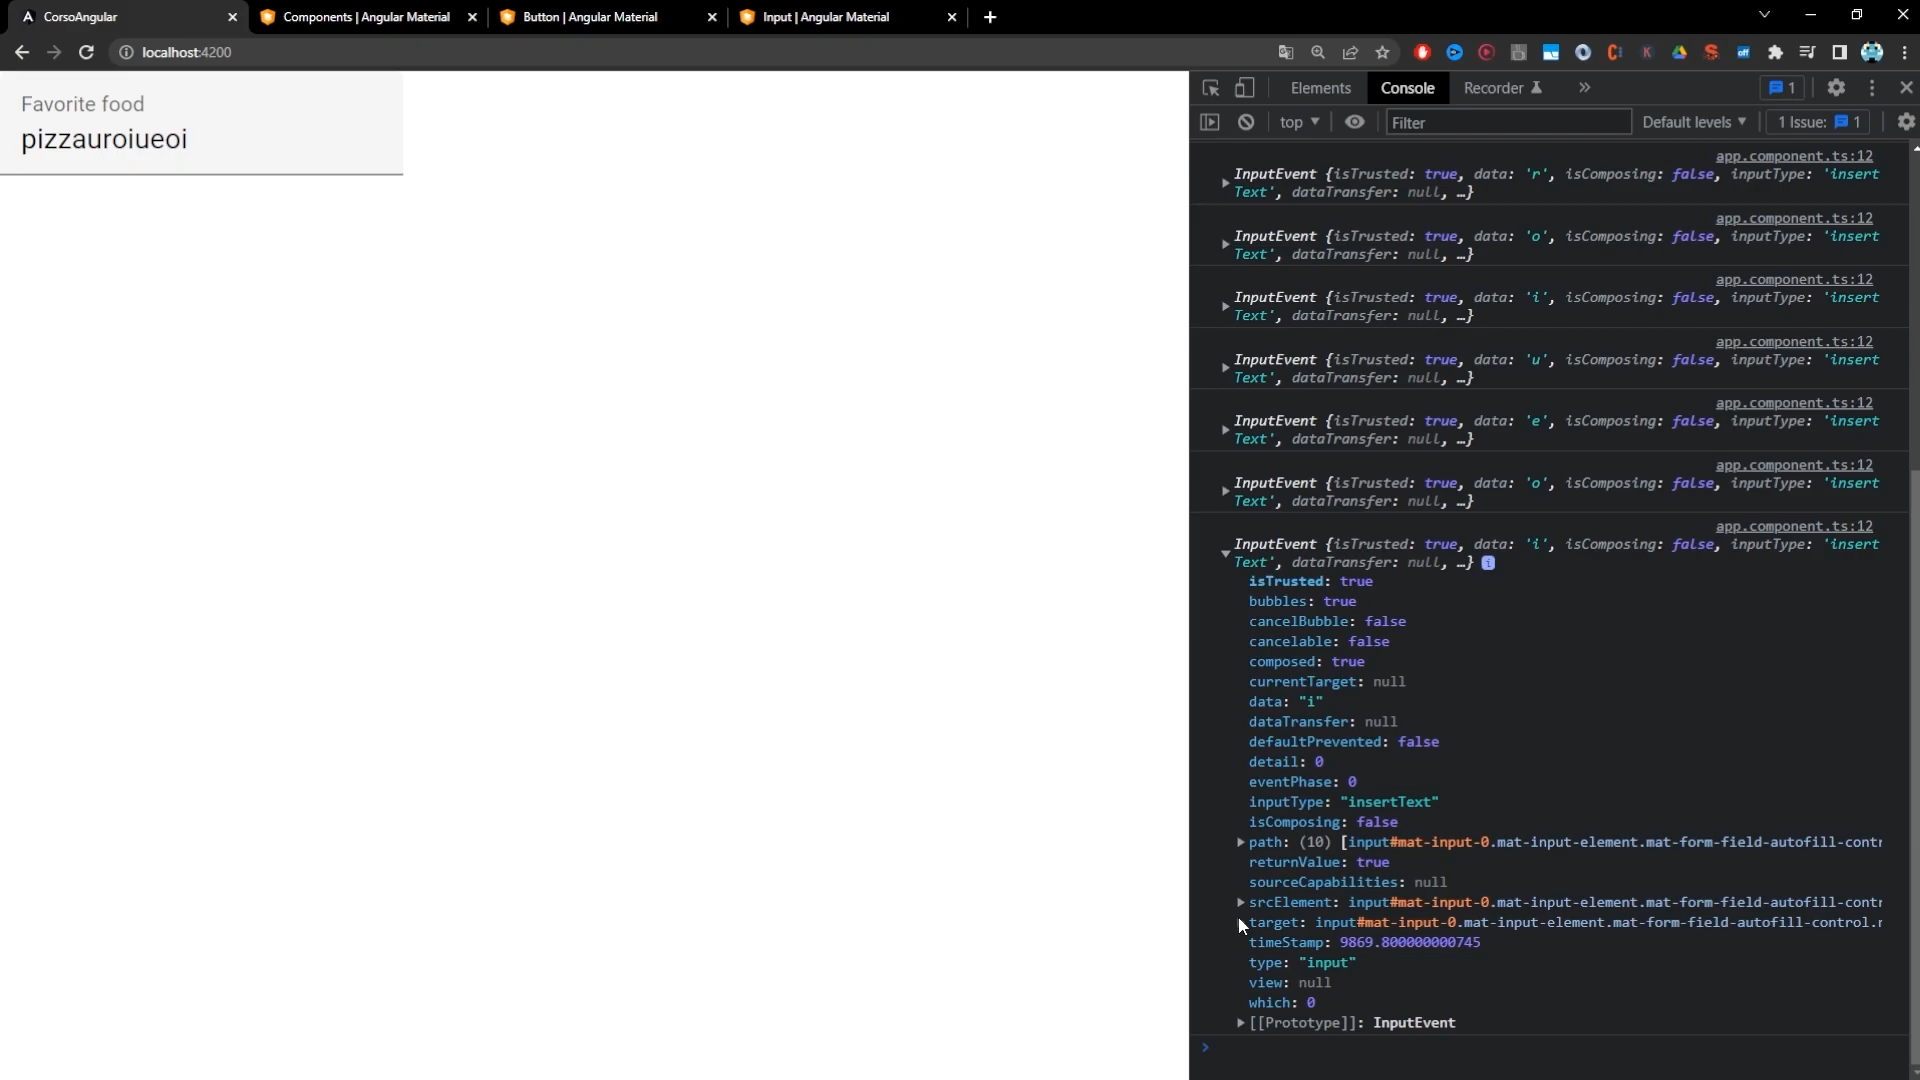 CorsoAngular
Components | Angular Material
Button | Angular Material
Input | Angular Material
localhost:4200
Favorite food
pizzauroiueoi
Elements
Console
Recorder
1
top
Filter
Default levels
1 Issue: 1
app.component.ts:12
InputEvent {isTrusted: true, data: 'r', isComposing: false, inputType: 'insert
Text', dataTransfer: null, …}
app.component.ts:12
InputEvent {isTrusted: true, data: 'o', isComposing: false, inputType: 'insert
Text', dataTransfer: null, …}
app.component.ts:12
InputEvent {isTrusted: true, data: 'i', isComposing: false, inputType: 'insert
Text', dataTransfer: null, …}
app.component.ts:12
InputEvent {isTrusted: true, data: 'u', isComposing: false, inputType: 'insert
Text', dataTransfer: null, …}
app.component.ts:12
InputEvent {isTrusted: true, data: 'e', isComposing: false, inputType: 'insert
Text', dataTransfer: null, …}
app.component.ts:12
InputEvent {isTrusted: true, data: 'o', isComposing: false, inputType: 'insert
Text', dataTransfer: null, …}
app.component.ts:12
InputEvent {isTrusted: true, data: 'i', isComposing: false, inputType: 'insert
Text', dataTransfer: null, …} i
isTrusted: true
bubbles: true
cancelBubble: false
cancelable: false
composed: true
currentTarget: null
data: "i"
dataTransfer: null
defaultPrevented: false
detail: 0
eventPhase: 0
inputType: "insertText"
isComposing: false
path: (10) [input#mat-input-0.mat-input-element.mat-form-field-autofill-contr
returnValue: true
sourceCapabilities: null
srcElement: input#mat-input-0.mat-input-element.mat-form-field-autofill-contr
target: input#mat-input-0.mat-input-element.mat-form-field-autofill-control.r
timeStamp: 9869.800000000745
type: "input"
view: null
which: 0
[[Prototype]]: InputEvent